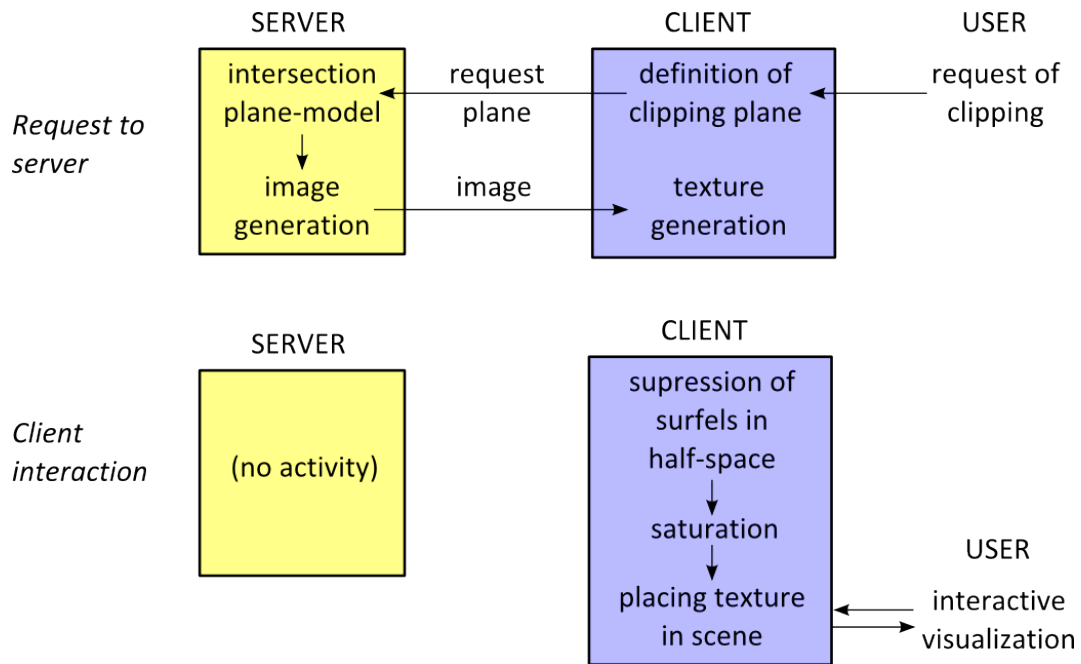 SERVER
CLIENT
USER
Request to
server
intersection
plane-model
image
generation
request
plane
image
definition of
clipping plane
texture
generation
request of
clipping
SERVER
CLIENT
Client
interaction
(no activity)
supression of
surfels in
half-space
saturation
placing texture
in scene
USER
interactive
visualization